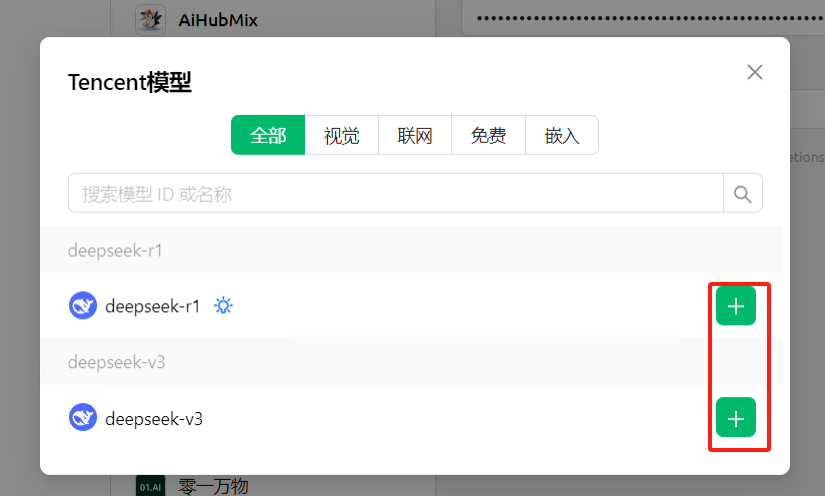 AiHubMix
Tencent模型
全部 视觉 联网 免费 嵌入
搜索模型 ID 或名称
etions
deepseek-r1
deepseek-r1
deepseek-v3
deepseek-v3
01.AI 零一万物